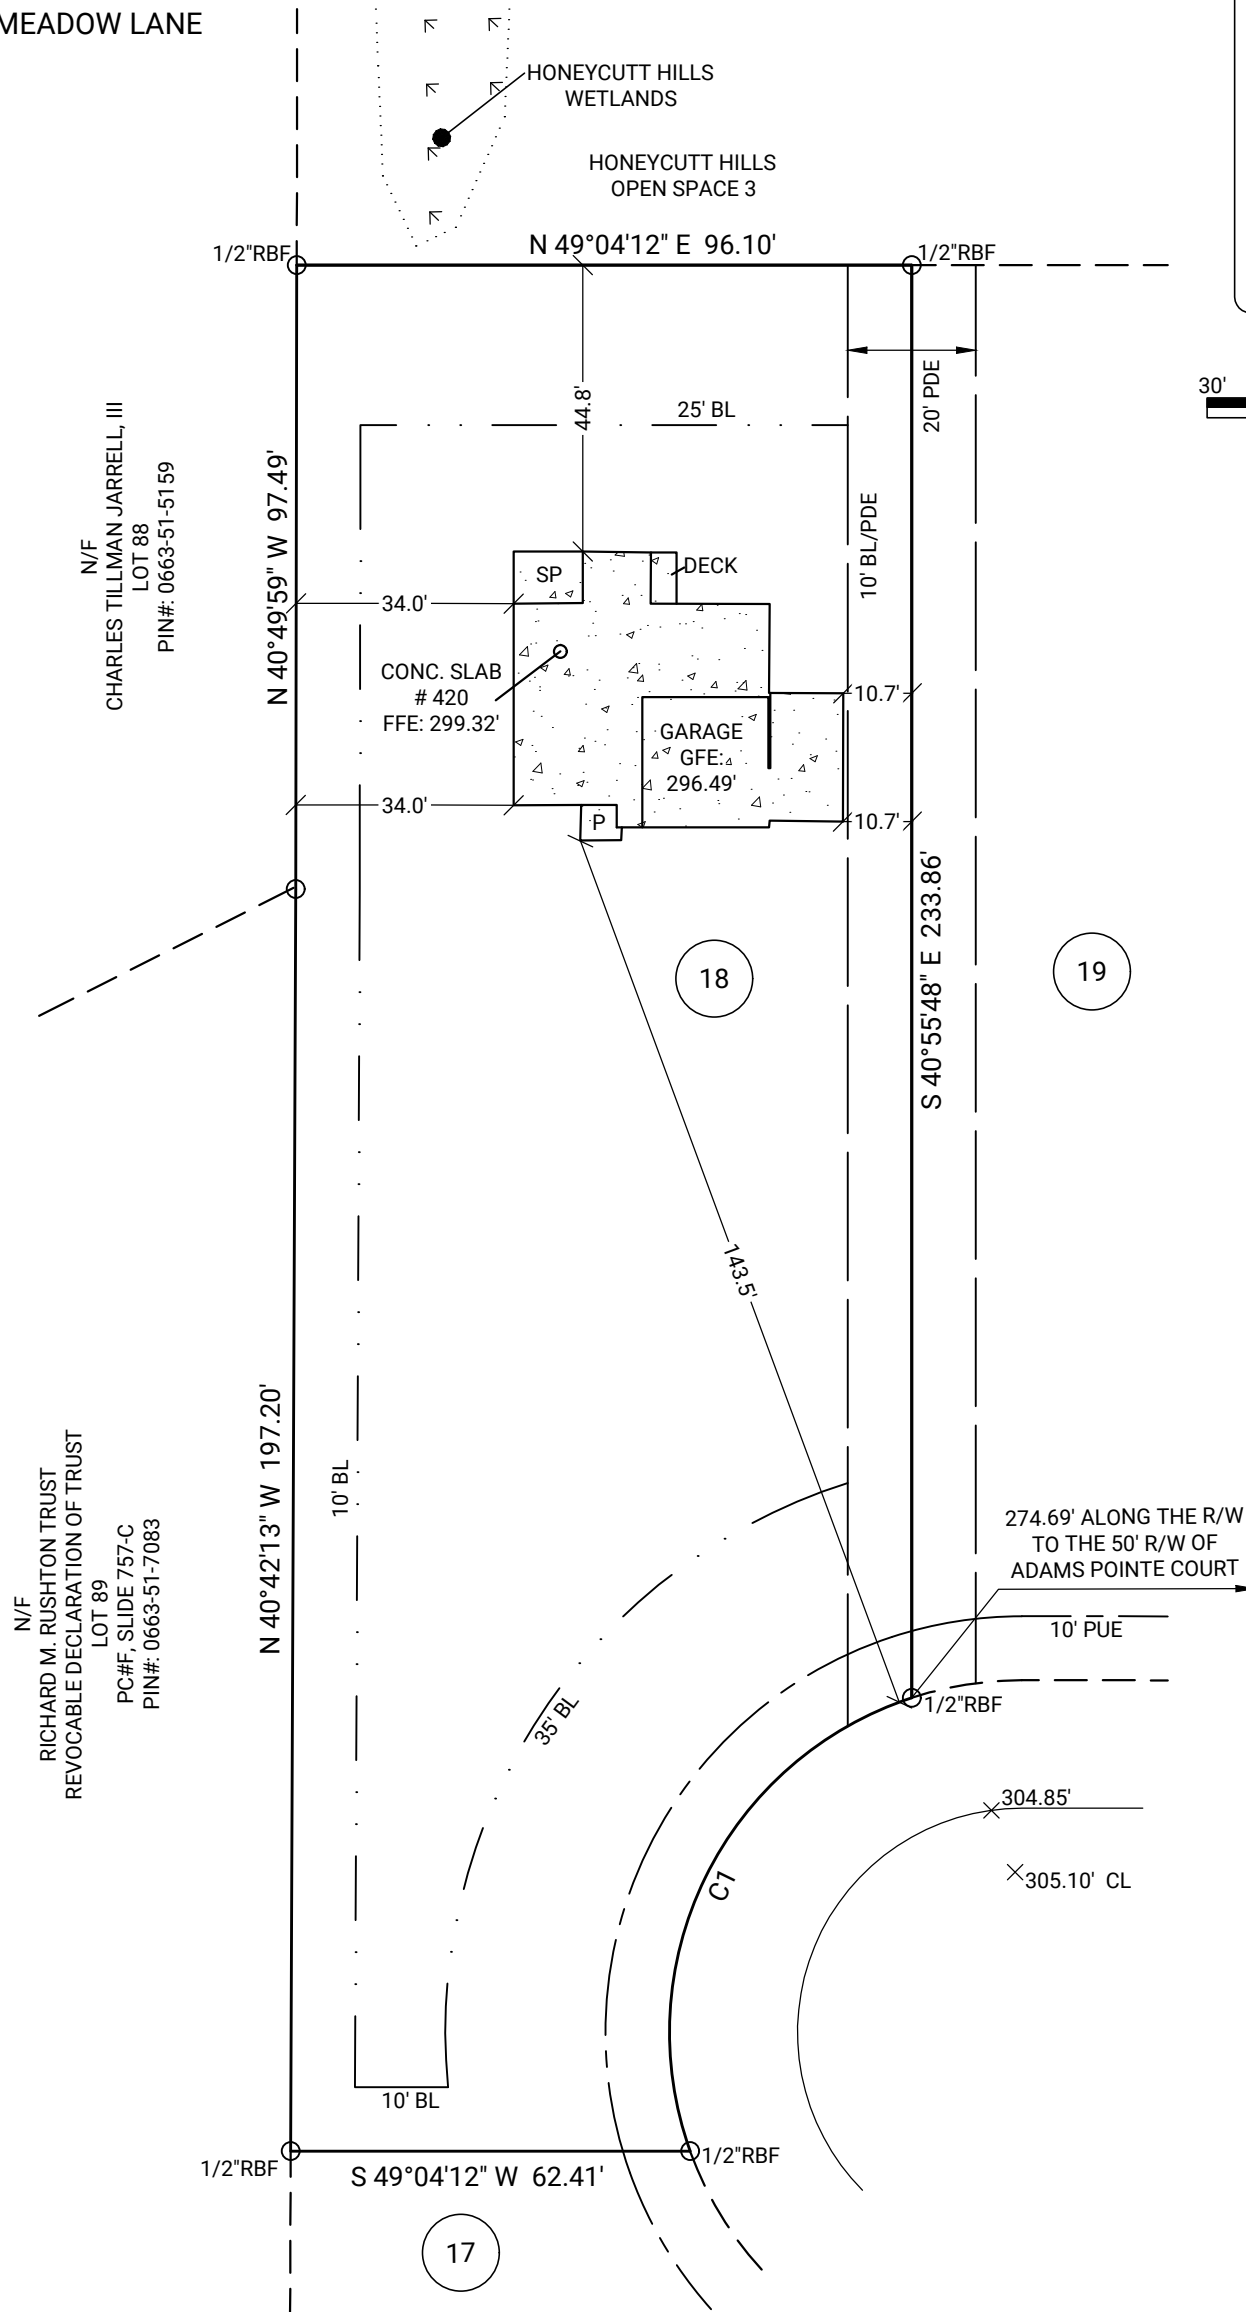 MEADOW LANE
HONEYCUTT HILLS
WETLANDS
HONEYCUTT HILLS
OPEN SPACE 3
1/2"RBF
N 49°04'12" E 96.10'
1/2"RBF
30'
20' PDE
44.8'
25' BL
N/F
CHARLES TILLMAN JARRELL, III
LOT 88
PIN#: 0663-51-5159
N 40°49'59" W 97.49'
10' BL/PDE
SP
DECK
34.0'
CONC. SLAB
# 420
FFE: 299.32'
10.7'
GARAGE
GFE:
296.49'
34.0'
P
10.7'
S 40°55'48" E 233.86'
18
19
143.5'
N/F
RICHARD M. RUSHTON TRUST
REVOCABLE DECLARATION OF TRUST
LOT 89
PC#F, SLIDE 757-C
PIN#: 0663-51-7083
N 40°42'13" W 197.20'
10' BL
274.69' ALONG THE R/W
TO THE 50' R/W OF
ADAMS POINTE COURT
10' PUE
35' BL
1/2"RBF
304.85'
305.10' CL
C1
10' BL
1/2"RBF
1/2"RBF
S 49°04'12" W 62.41'
17